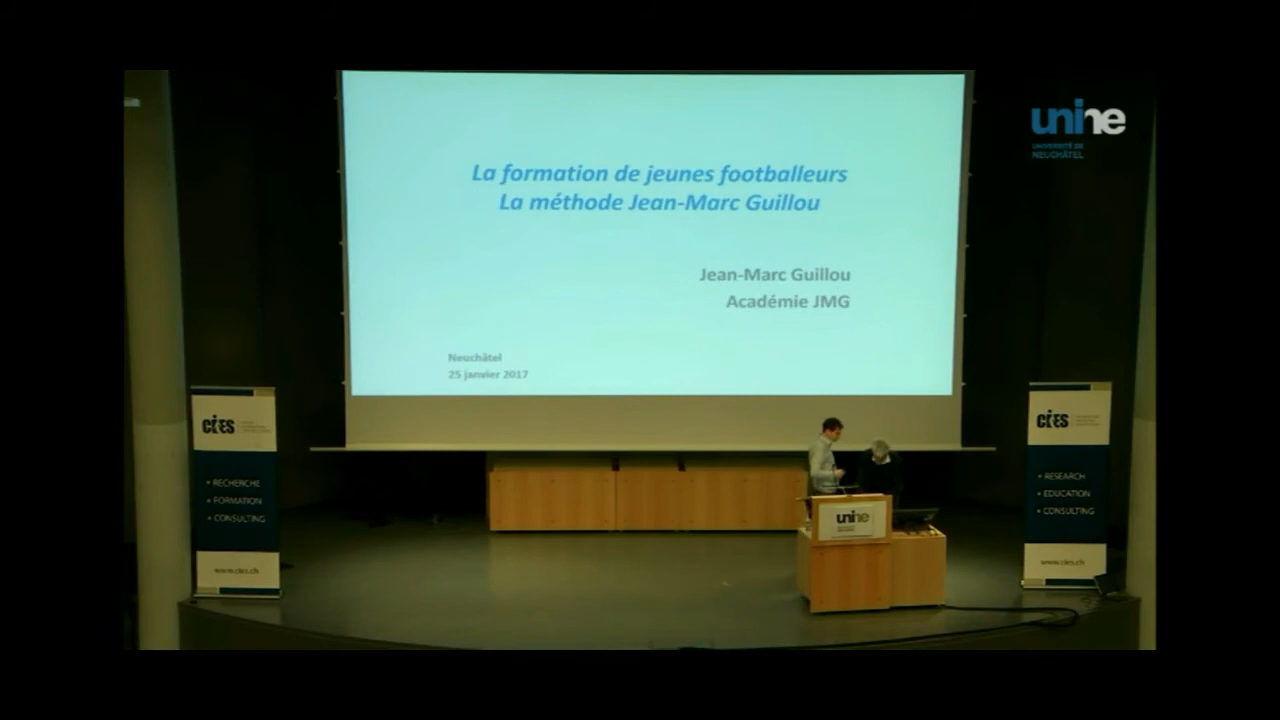 La formation de jeunes footballeurs
La méthode Jean-Marc Guillou
Jean-Marc Guillou
Académie JMG
Neuchâtel
25 janvier 2017
unine
UNIVERSITÉ DE
NEUCHÂTEL
CIES
• RECHERCHE
• FORMATION
• CONSULTING
www.cies.ch
unine
CIES
• RESEARCH
• EDUCATION
• CONSULTING
www.cies.ch